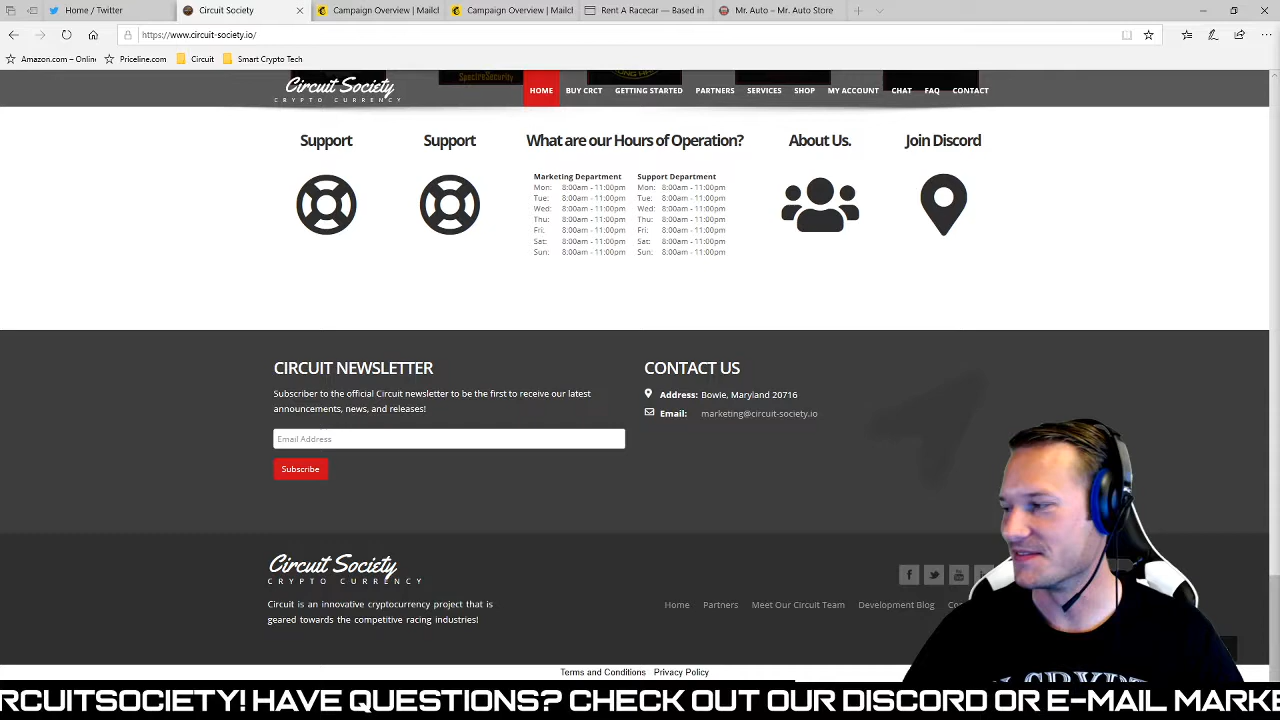 Home / Twitter
Circuit Society
Campaign Overview | Mailcl
Campaign Overview | Mailcl
Rent A Racecar — Based in
Mr. Auto – Mr. Auto Store
https://www.circuit-society.io/
Amazon.com – Online
Priceline.com
Circuit
Smart Crypto Tech
SpectreSecurity
Circuit Society
CRYPTO CURRENCY
HOME
BUY CRCT
GETTING STARTED
PARTNERS
SERVICES
SHOP
MY ACCOUNT
CHAT
FAQ
CONTACT
Support
Support
What are our Hours of Operation?
About Us.
Join Discord
Marketing Department
Mon: 8:00am - 11:00pm
Tue: 8:00am - 11:00pm
Wed: 8:00am - 11:00pm
Thu: 8:00am - 11:00pm
Fri: 8:00am - 11:00pm
Sat: 8:00am - 11:00pm
Sun: 8:00am - 11:00pm
Support Department
Mon: 8:00am - 11:00pm
Tue: 8:00am - 11:00pm
Wed: 8:00am - 11:00pm
Thu: 8:00am - 11:00pm
Fri: 8:00am - 11:00pm
Sat: 8:00am - 11:00pm
Sun: 8:00am - 11:00pm
CIRCUIT NEWSLETTER
Subscriber to the official Circuit newsletter to be the first to receive our latest
announcements, news, and releases!
Email Address
Subscribe
CONTACT US
Address: Bowie, Maryland 20716
Email: marketing@circuit-society.io
Circuit Society
CRYPTO CURRENCY
Circuit is an innovative cryptocurrency project that is
geared towards the competitive racing industries!
Home
Partners
Meet Our Circuit Team
Development Blog
Terms and Conditions
Privacy Policy
RCUITSOCIETY! HAVE QUESTIONS? CHECK OUT OUR DISCORD OR E-MAIL MARKE